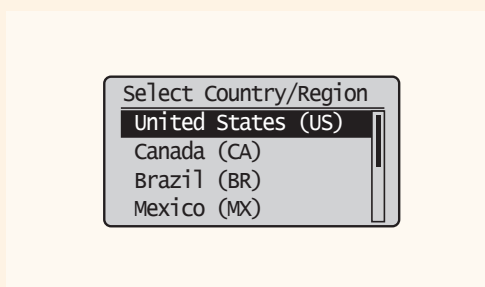 Select Country/Region
United States (US)
Canada (CA)
Brazil (BR)
Mexico (MX)